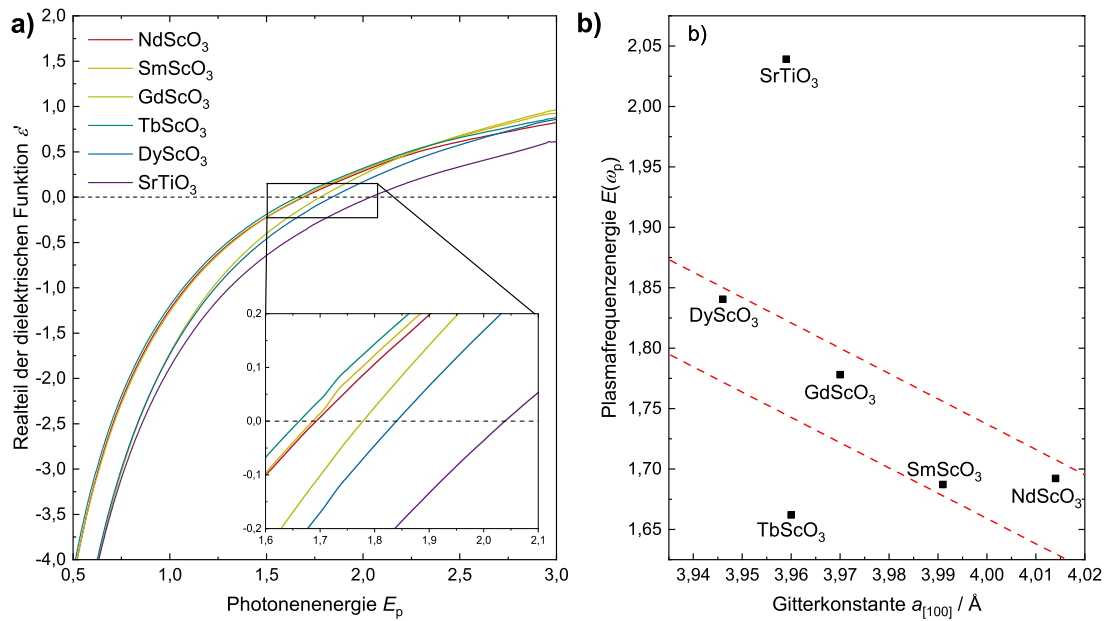 a)
2,0
1,5
1,0
0,5
0,0
-0,5
-1,0
-1,5
-2,0
-2,5
-3,0
-3,5
-4,0
Realteil der dielektrischen Funktion ε'
NdScO3
SmScO3
GdScO3
TbScO3
DyScO3
SrTiO3
0,2
0,1
0,0
-0,1
-0,2
1,6 1,7 1,8 1,9 2,0 2,1
0,5 1,0 1,5 2,0 2,5 3,0
Photonenenergie Ep
b)
b)
2,05
2,00
1,95
1,90
1,85
1,80
1,75
1,70
1,65
Plasmafrequenzenergie E(ωp)
SrTiO3
DyScO3
GdScO3
SmScO3
NdScO3
TbScO3
3,94 3,95 3,96 3,97 3,98 3,99 4,00 4,01 4,02
Gitterkonstante a[100] / Å